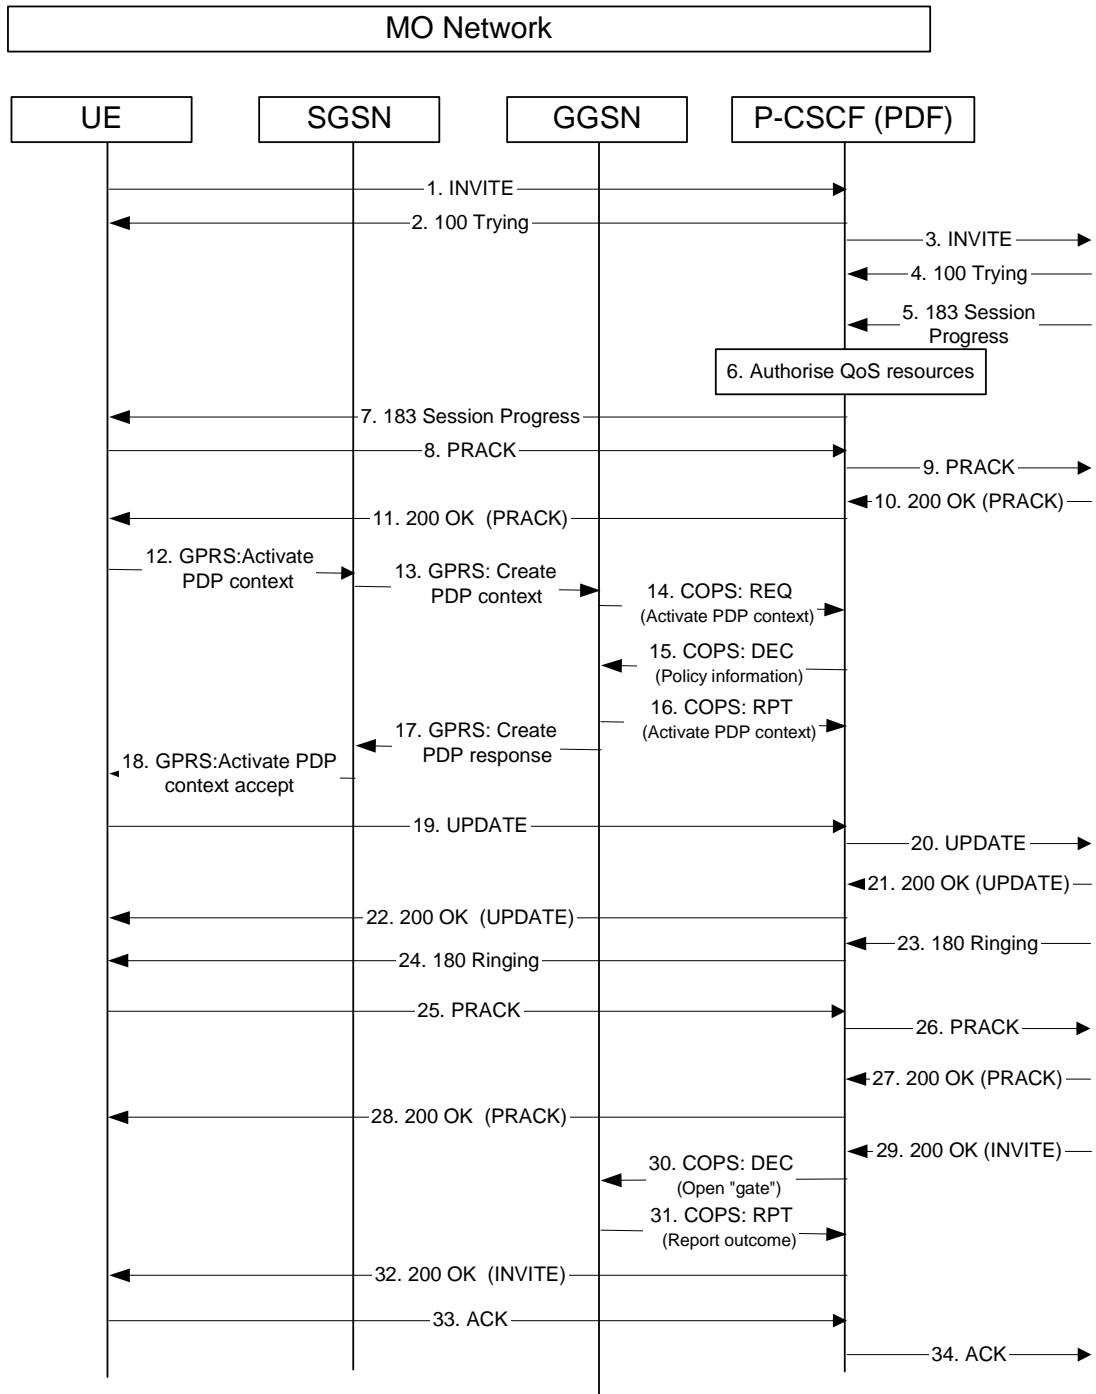 MO Network
UE
SGSN
GGSN
P-CSCF (PDF)
1. INVITE
2. 100 Trying
3. INVITE
4. 100 Trying
5. 183 Session
Progress
6. Authorise QoS resources
7. 183 Session Progress
8. PRACK
9. PRACK
10. 200 OK (PRACK)
11. 200 OK (PRACK)
12. GPRS:Activate
PDP context
13. GPRS: Create
PDP context
14. COPS: REQ
(Activate PDP context)
15. COPS: DEC
(Policy information)
16. COPS: RPT
(Activate PDP context)
17. GPRS: Create
PDP response
18. GPRS:Activate PDP
context accept
19. UPDATE
20. UPDATE
21. 200 OK (UPDATE)
22. 200 OK (UPDATE)
23. 180 Ringing
24. 180 Ringing
25. PRACK
26. PRACK
27. 200 OK (PRACK)
28. 200 OK (PRACK)
29. 200 OK (INVITE)
30. COPS: DEC
(Open "gate")
31. COPS: RPT
(Report outcome)
32. 200 OK (INVITE)
33. ACK
34. ACK